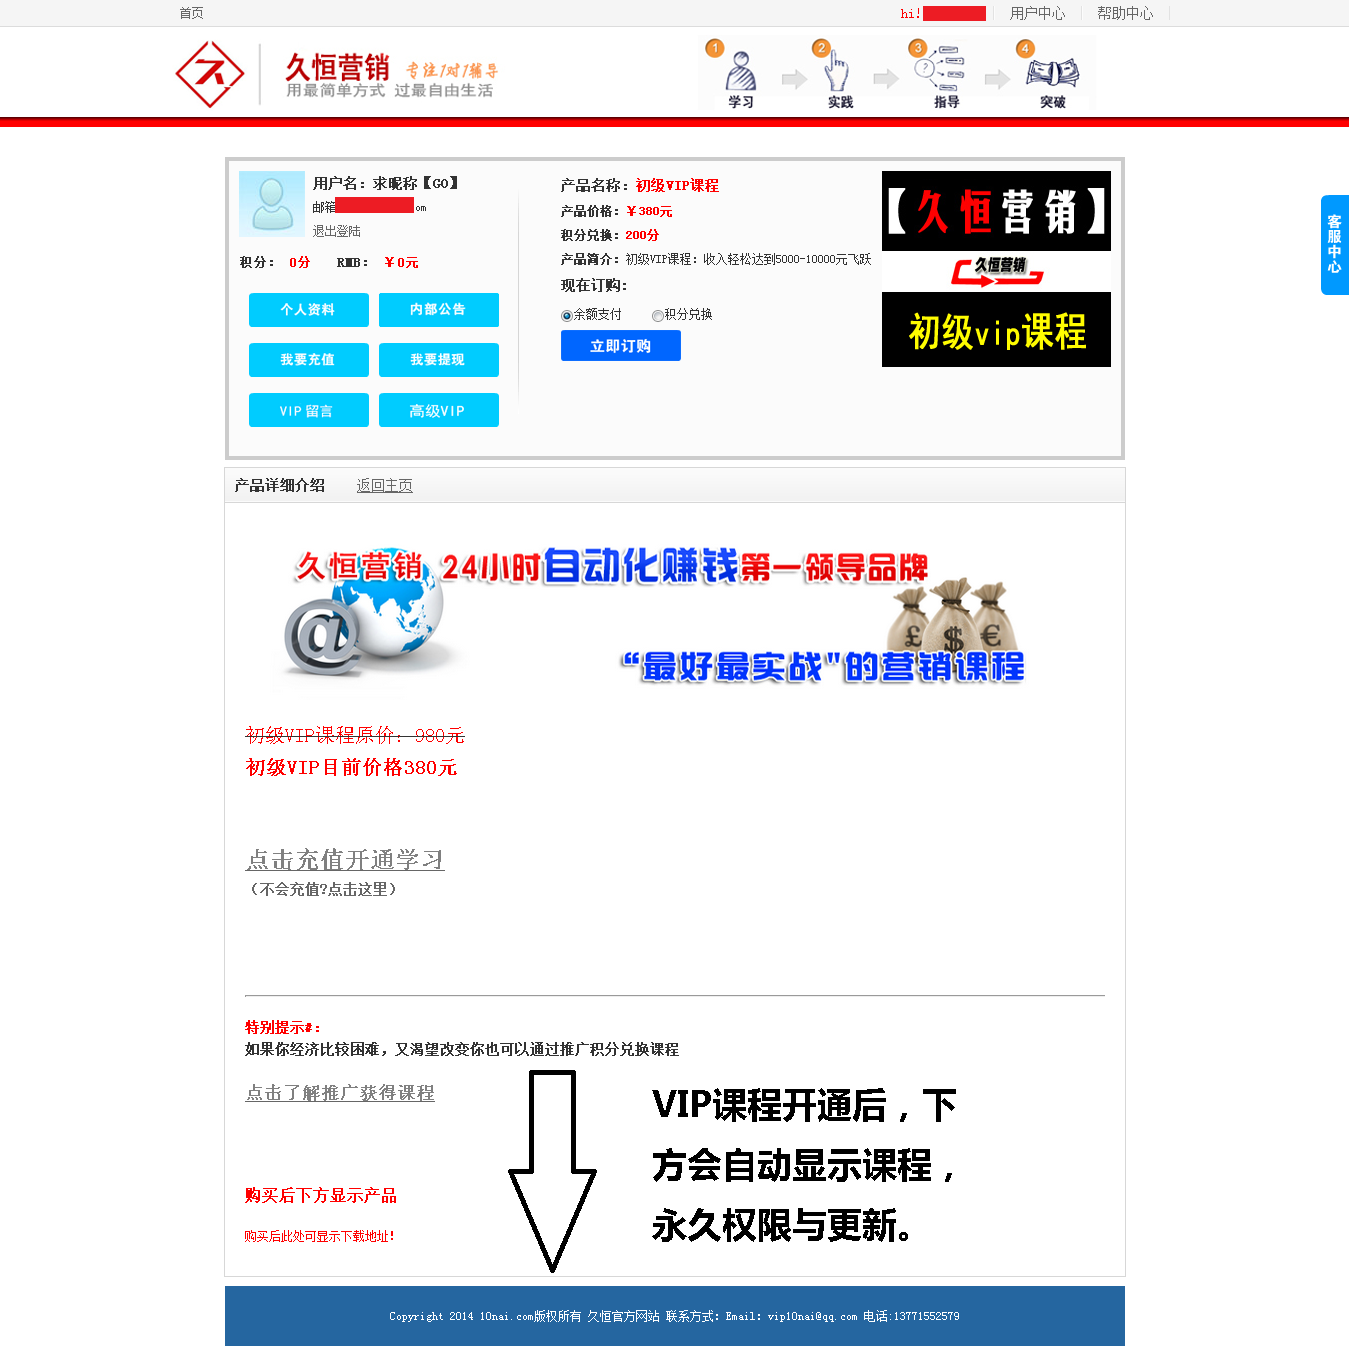 首页
hi!
用户中心
帮助中心
久恒营销 专注1对1辅导
用最简单方式 过最自由生活
1 2 3 4
学习 实践 指导 突破
用户名：求昵称【GO】
邮箱 om
退出登陆
积分： 0分 RMB： ￥0元
个人资料 内部公告
我要充值 我要提现
VIP 留言 高级VIP
产品名称：初级VIP课程
产品价格：￥380元
积分兑换：200分
产品简介：初级VIP课程：收入轻松达到5000-10000元飞跃
现在订购：
余额支付 积分兑换
立即订购
【久恒营销】
久恒营销
初级vip课程
客服中心
产品详细介绍 返回主页
久恒营销 24小时自动化赚钱第一领导品牌
“最好最实战"的营销课程
初级VIP课程原价：980元
初级VIP目前价格380元
点击充值开通学习
（不会充值?点击这里）
特别提示#：
如果你经济比较困难，又渴望改变你也可以通过推广积分兑换课程
点击了解推广获得课程
VIP课程开通后，下
方会自动显示课程，
永久权限与更新。
购买后下方显示产品
购买后此处可显示下载地址!
Copyright 2014 10nai.com版权所有 久恒官方网站 联系方式：Email: vip10nai@qq.com 电话:13771552579